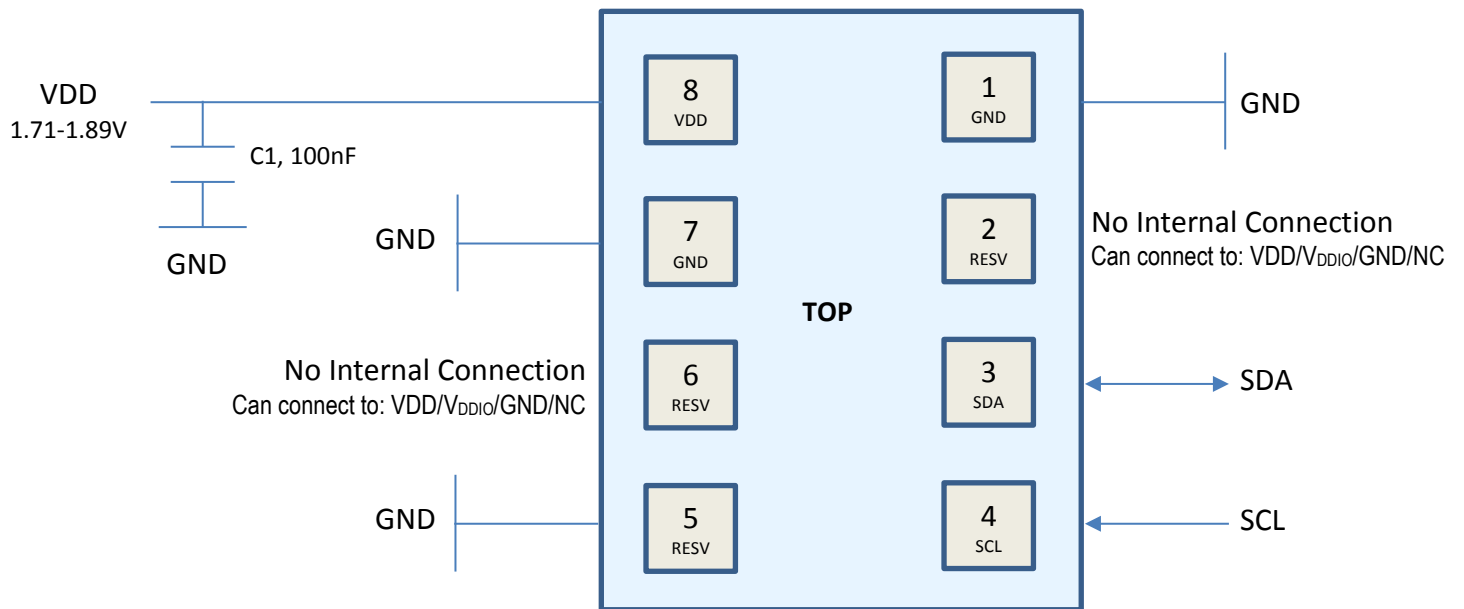 VDD
1.71-1.89V
C1, 100nF
GND
8
VDD
1
GND
GND
GND
7
GND
2
RESV
No Internal Connection
Can connect to: VDD/VDDIO/GND/NC
TOP
No Internal Connection
Can connect to: VDD/VDDIO/GND/NC
6
RESV
3
SDA
SDA
GND
5
RESV
4
SCL
SCL